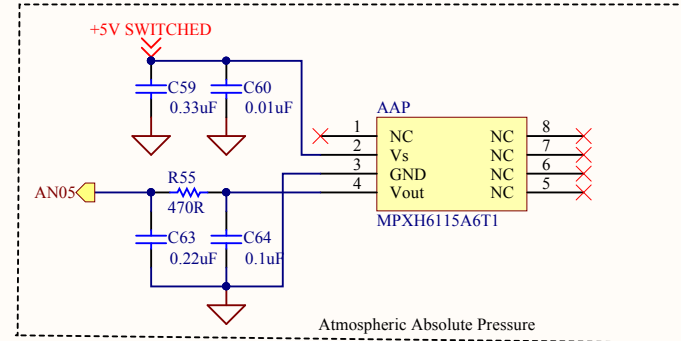 +5V SWITCHED
C59
0.33uF
C60
0.01uF
AAP
1 NC NC 8
2 Vs NC 7
3 GND NC 6
4 Vout NC 5
MPXH6115A6T1
AN05
R55
470R
C63
0.22uF
C64
0.1uF
Atmospheric Absolute Pressure